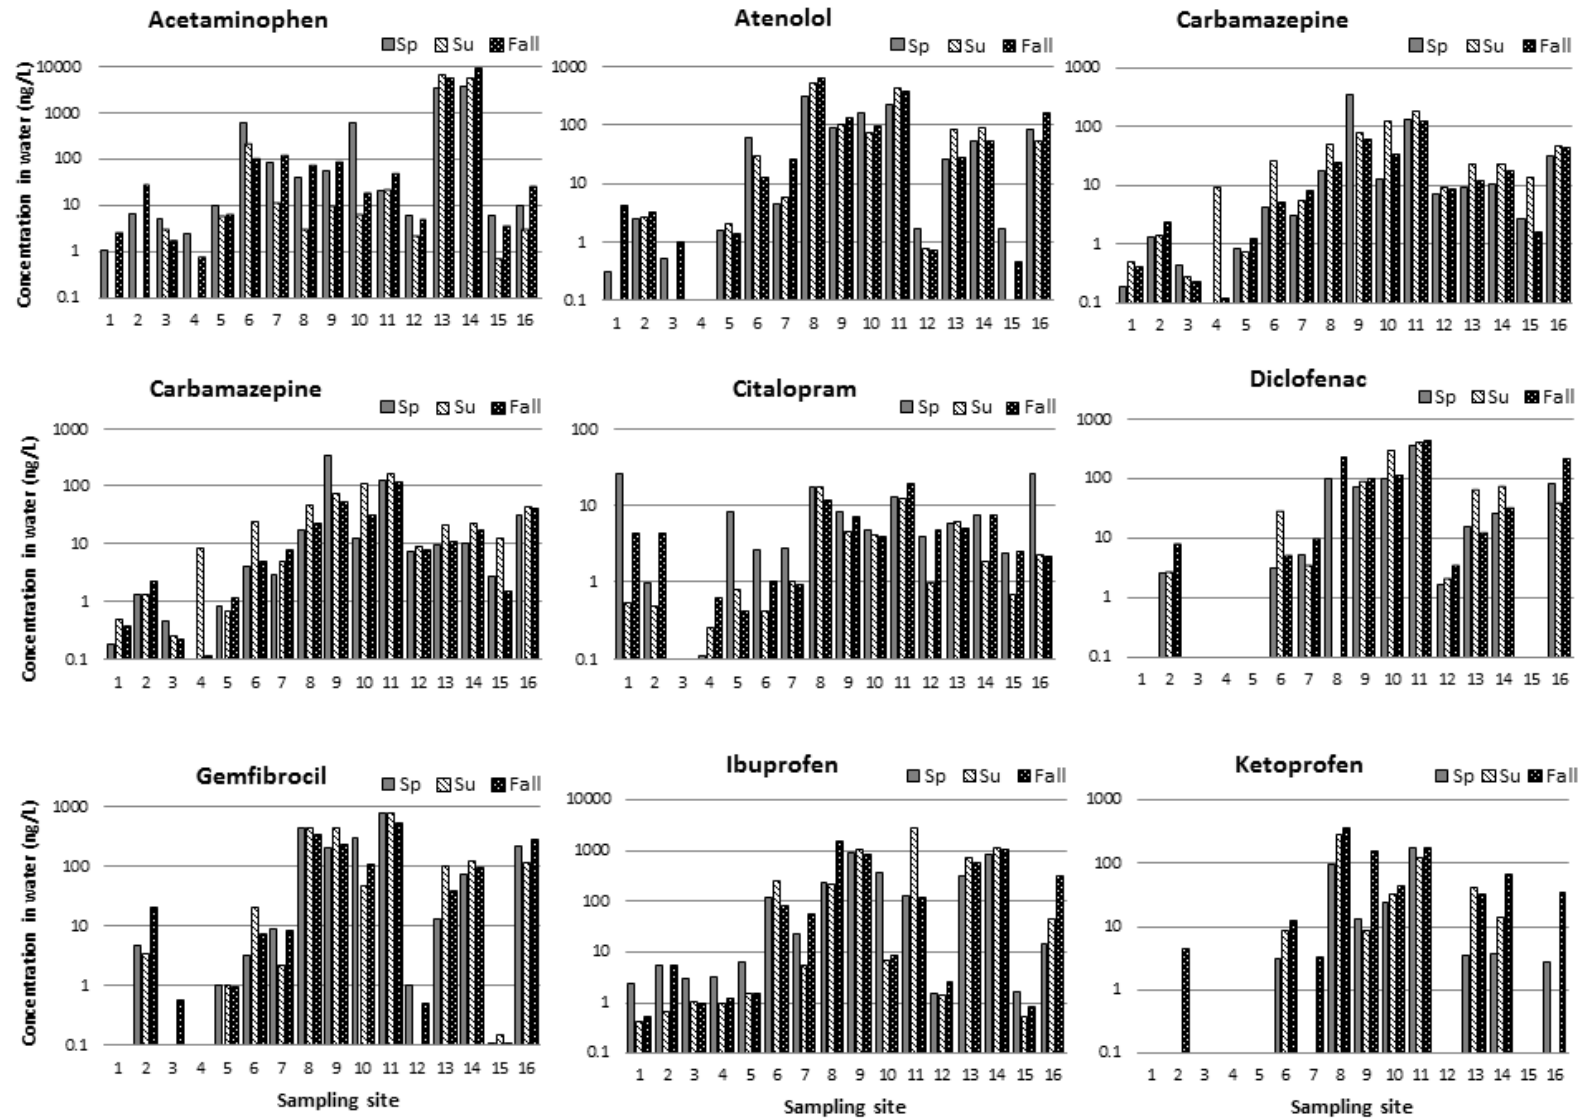 Acetaminophen
Sp Su Fall
Concentration in water (ng/L)
10000
1000
100
10
1
0.1
1 2 3 4 5 6 7 8 9 10 11 12 13 14 15 16
Atenolol
Sp Su Fall
1000
100
10
1
0.1
1 2 3 4 5 6 7 8 9 10 11 12 13 14 15 16
Carbamazepine
Sp Su Fall
1000
100
10
1
0.1
1 2 3 4 5 6 7 8 9 10 11 12 13 14 15 16
Carbamazepine
Sp Su Fall
Concentration in water (ng/L)
1000
100
10
1
0.1
1 2 3 4 5 6 7 8 9 10 11 12 13 14 15 16
Citalopram
Sp Su Fall
100
10
1
0.1
1 2 3 4 5 6 7 8 9 10 11 12 13 14 15 16
Diclofenac
Sp Su Fall
1000
100
10
1
0.1
1 2 3 4 5 6 7 8 9 10 11 12 13 14 15 16
Gemfibrocil
Sp Su Fall
Concentration in water (ng/L)
1000
100
10
1
0.1
1 2 3 4 5 6 7 8 9 10 11 12 13 14 15 16
Sampling site
Ibuprofen
Sp Su Fall
10000
1000
100
10
1
0.1
1 2 3 4 5 6 7 8 9 10 11 12 13 14 15 16
Sampling site
Ketoprofen
Sp Su Fall
1000
100
10
1
0.1
1 2 3 4 5 6 7 8 9 10 11 12 13 14 15 16
Sampling site